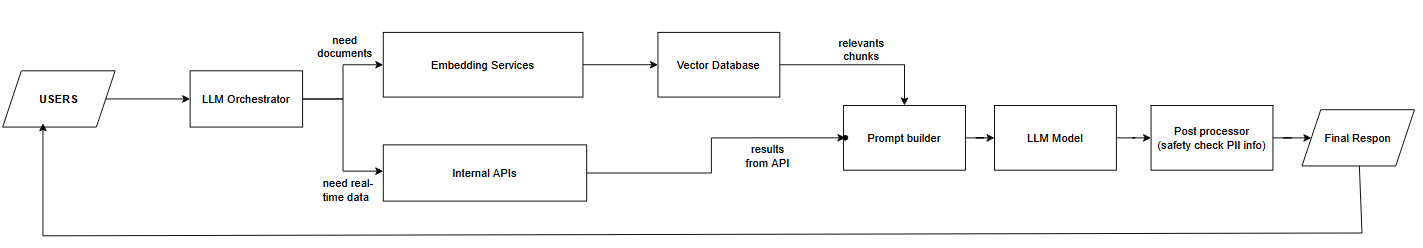 need
documents
Embedding Services
Vector Database
relevants
chunks
USERS
LLM Orchestrator
Prompt builder
LLM Model
Post processor
(safety check PII info)
Final Respon
results
from API
Internal APIs
need real-
time data